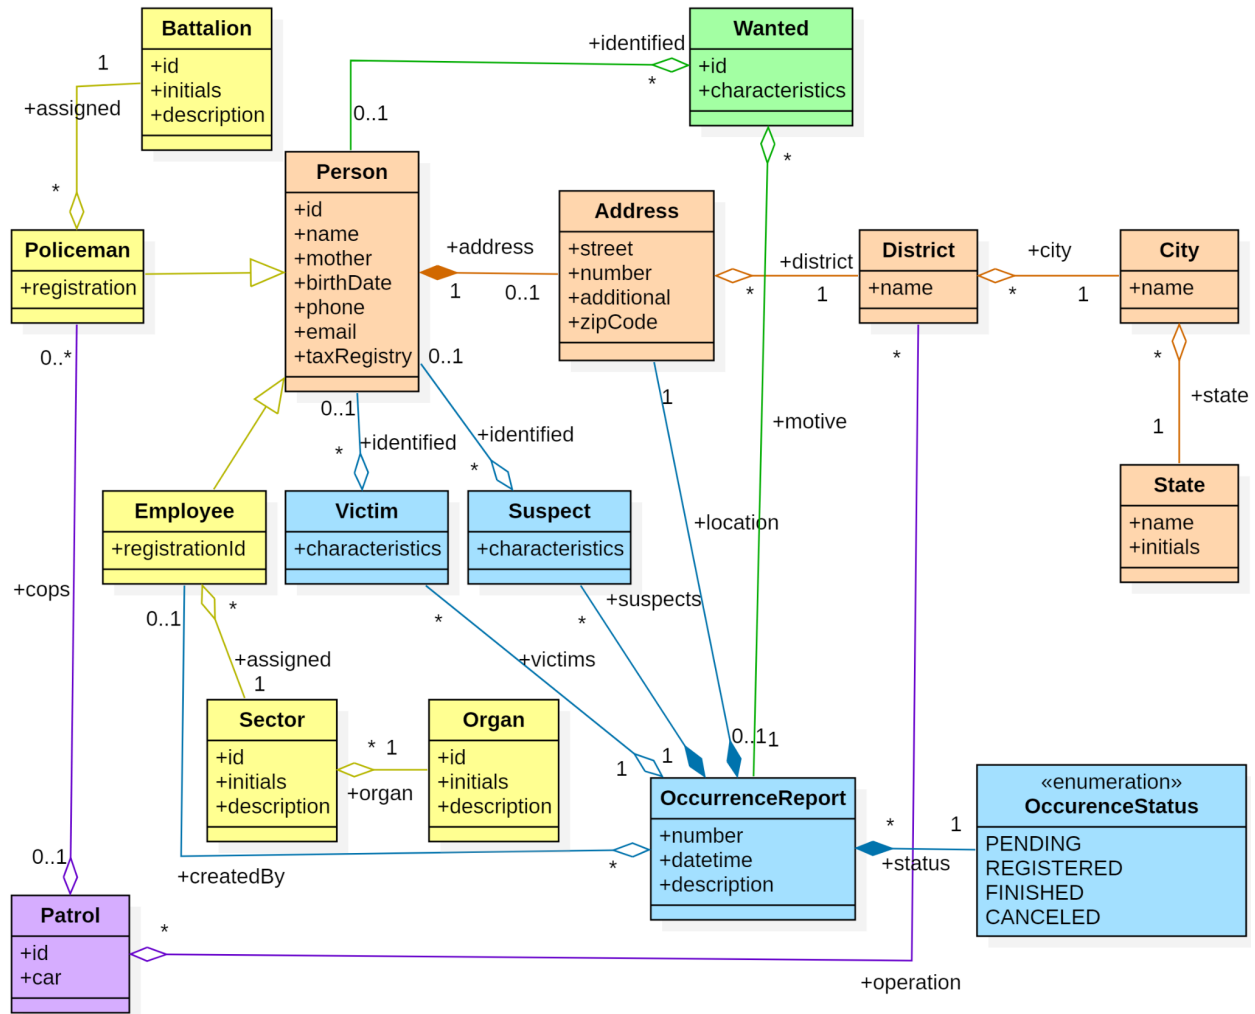 Battalion
+id
+initials
+description
1
+assigned
*
Wanted
+id
+characteristics
+identified
*
0..1
*
Person
+id
+name
+mother
+birthDate
+phone
+email
+taxRegistry
Policeman
+registration
+address
1
0..1
Address
+street
+number
+additional
+zipCode
+district
*
1
District
+name
+city
*
1
City
+name
0..*
0..1
0..1
+identified
*
+identified
*
1
+motive
*
*
+state
1
State
+name
+initials
Employee
+registrationId
Victim
+characteristics
Suspect
+characteristics
+location
+cops
0..1
*
*
*
+suspects
+assigned
1
+victims
Sector
+id
+initials
+description
* 1
+organ
Organ
+id
+initials
+description
1
1
0..1
1
OccurrenceReport
+number
+datetime
+description
*
1
+status
«enumeration»
OccurenceStatus
PENDING
REGISTERED
FINISHED
CANCELED
0..1
+createdBy
*
Patrol
+id
+car
*
+operation